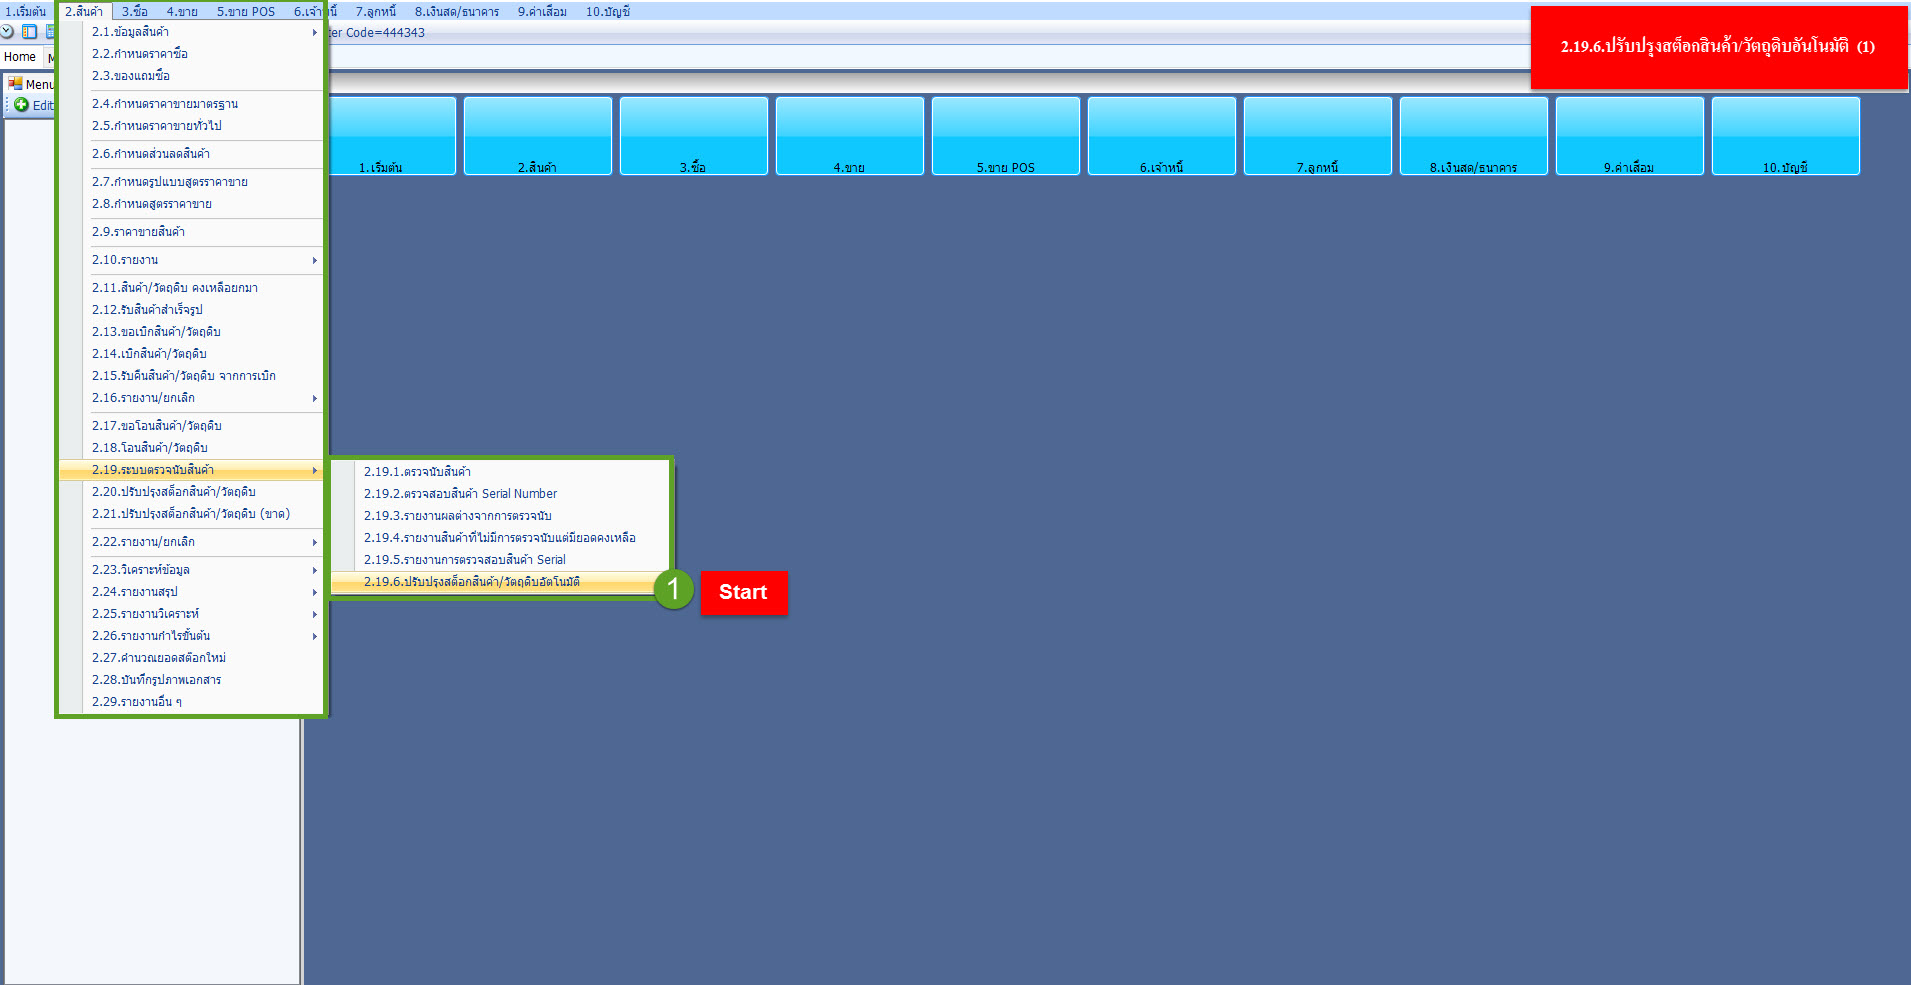 1.เริ่มต้น 2.สินค้า 3.ซื้อ 4.ขาย 5.ขาย POS 6.เจ้าหนี้ 7.ลูกหนี้ 8.เงินสด/ธนาคาร 9.ค่าเสื่อม 10.บัญชี
ter Code=444343
2.19.6.ปรับปรุงสต็อกสินค้า/วัตถุดิบอันโนมัติ (1)
Home M
Menu
Edit
2.1.ข้อมูลสินค้า
2.2.กำหนดราคาซื้อ
2.3.ของแถมซื้อ
2.4.กำหนดราคาขายมาตรฐาน
2.5.กำหนดราคาขายทั่วไป
2.6.กำหนดส่วนลดสินค้า
2.7.กำหนดรูปแบบสูตรราคาขาย
2.8.กำหนดสูตรราคาขาย
2.9.ราคาขายสินค้า
2.10.รายงาน
2.11.สินค้า/วัตถุดิบ คงเหลือยกมา
2.12.รับสินค้าสำเร็จรูป
2.13.ขอเบิกสินค้า/วัตถุดิบ
2.14.เบิกสินค้า/วัตถุดิบ
2.15.รับคืนสินค้า/วัตถุดิบ จากการเบิก
2.16.รายงาน/ยกเลิก
2.17.ขอโอนสินค้า/วัตถุดิบ
2.18.โอนสินค้า/วัตถุดิบ
2.19.ระบบตรวจนับสินค้า
2.20.ปรับปรุงสต็อกสินค้า/วัตถุดิบ
2.21.ปรับปรุงสต็อกสินค้า/วัตถุดิบ (ขาด)
2.22.รายงาน/ยกเลิก
2.23.วิเคราะห์ข้อมูล
2.24.รายงานสรุป
2.25.รายงานวิเคราะห์
2.26.รายงานกำไรขั้นต้น
2.27.คำนวณยอดสต๊อกใหม่
2.28.บันทึกรูปภาพเอกสาร
2.29.รายงานอื่น ๆ
1.เริ่มต้น 2.สินค้า 3.ซื้อ 4.ขาย 5.ขาย POS 6.เจ้าหนี้ 7.ลูกหนี้ 8.เงินสด/ธนาคาร 9.ค่าเสื่อม 10.บัญชี
2.19.1.ตรวจนับสินค้า
2.19.2.ตรวจสอบสินค้า Serial Number
2.19.3.รายงานผลต่างจากการตรวจนับ
2.19.4.รายงานสินค้าที่ไม่มีการตรวจนับแต่มียอดคงเหลือ
2.19.5.รายงานการตรวจสอบสินค้า Serial
2.19.6.ปรับปรุงสต็อกสินค้า/วัตถุดิบอัตโนมัติ
1 Start